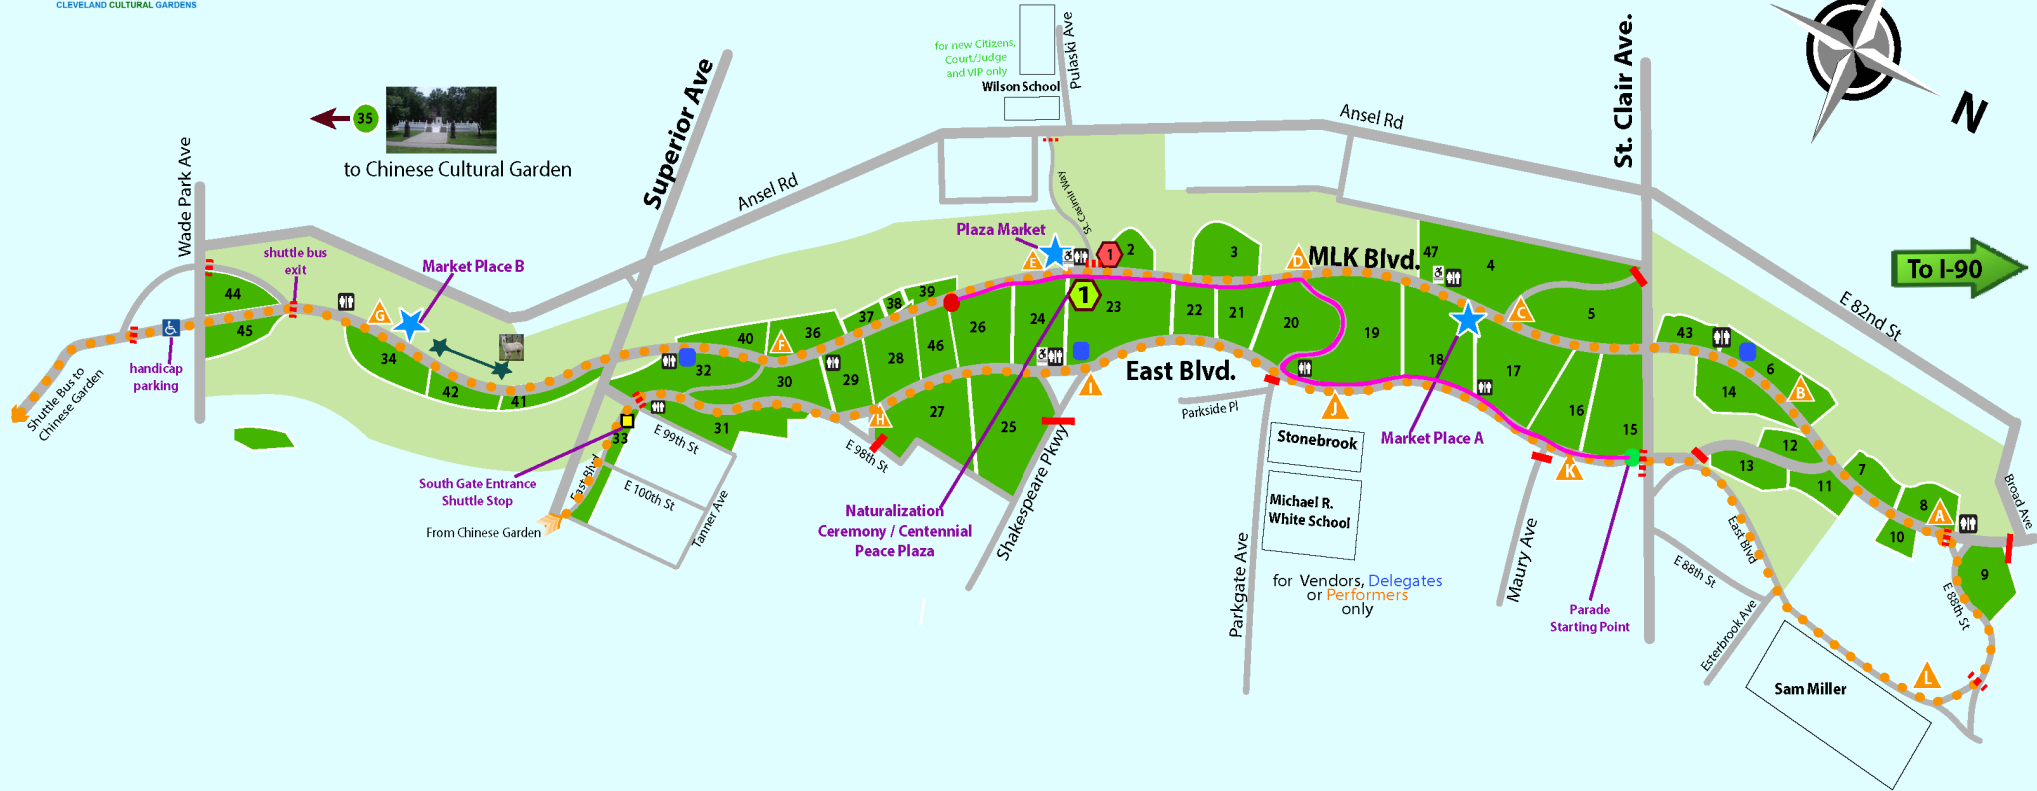 CLEVELAND CULTURAL GARDENS
35
to Chinese Cultural Garden
Wade Park Ave
Superior Ave
Ansel Rd
for new Citizens,
Court/Judge
and VIP only
Wilson School
Pulaski Ave
Ansel Rd
St. Clair Ave.
N
To I-90
E 82nd St
Broad Ave
St. Casimir Way
shuttle bus
exit
Market Place B
Plaza Market
MLK Blvd.
East Blvd.
44
45
G
34
42
41
40
F
36
37
38
39
32
30
29
28
46
26
24
E
1
1
2
23
22
21
3
D
20
19
47
4
18
17
C
5
16
15
43
6
B
14
12
13
11
7
8
A
10
9
33
31
H
27
25
I
J
K
L
handicap
parking
Shuttle Bus to
Chinese Garden
South Gate Entrance
Shuttle Stop
From Chinese Garden
East Blvd
E 99th St
E 100th St
Tanner Ave
E 98th St
Naturalization
Ceremony / Centennial
Peace Plaza
Shakespeare Pkwy
Parkside Pl
Parkgate Ave
Stonebrook
Michael R.
White School
for Vendors, Delegates
or Performers
only
Market Place A
Maury Ave
Parade
Starting Point
East Blvd
E 88th St
Esterbrook Ave
E 88th St
Sam Miller